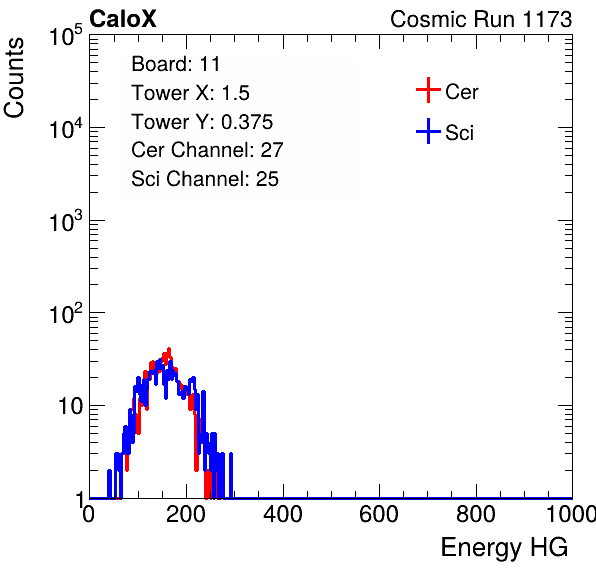 CaloX Cosmic Run 1173
Counts
Board: 11
Tower X: 1.5
Tower Y: 0.375
Cer Channel: 27
Sci Channel: 25
Cer
Sci
10^5
10^4
10^3
10^2
10
1
0 200 400 600 800 1000
Energy HG